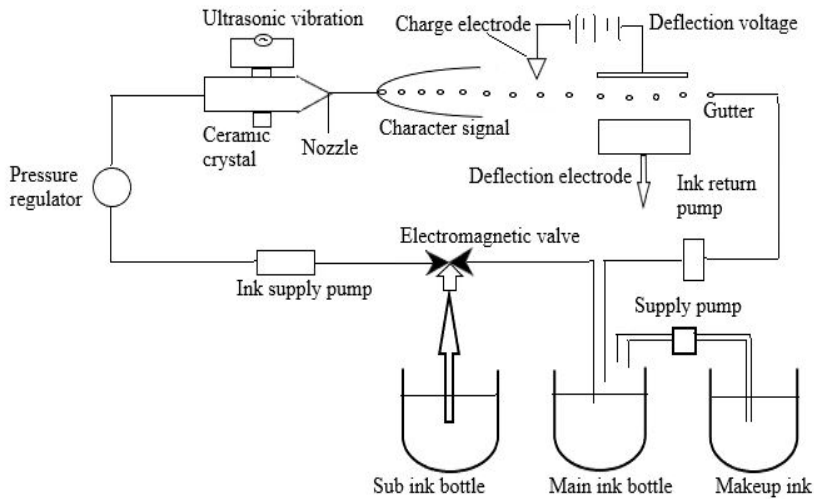 Ultrasonic vibration
Charge electrode
Deflection voltage
Ceramic
crystal
Nozzle
Character signal
Gutter
Pressure
regulator
Deflection electrode
Ink return
pump
Electromagnetic valve
Ink supply pump
Supply pump
Sub ink bottle
Main ink bottle
Makeup ink